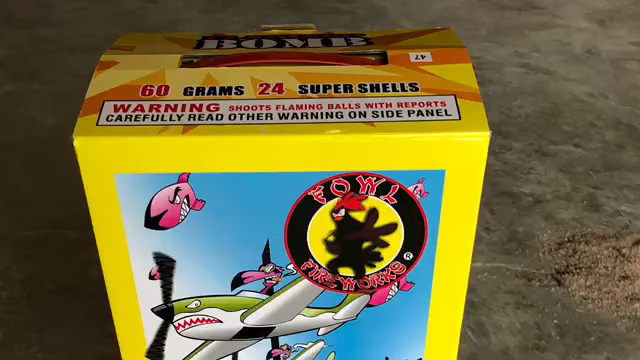 BOMB
47
60 GRAMS 24 SUPER SHELLS
WARNING SHOOTS FLAMING BALLS WITH REPORTS
CAREFULLY READ OTHER WARNING ON SIDE PANEL
FOWL
FIREWORKS
®